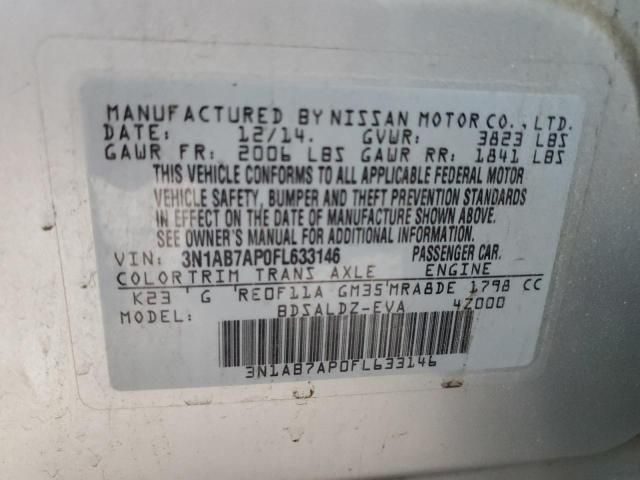 MANUFACTURED BY NISSAN MOTOR CO., LTD.
DATE: 12/14. GVWR: 3823 LBS
GAWR FR: 2006 LBS GAWR RR: 1841 LBS
THIS VEHICLE CONFORMS TO ALL APPLICABLE FEDERAL MOTOR
VEHICLE SAFETY, BUMPER AND THEFT PREVENTION STANDARDS
IN EFFECT ON THE DATE OF MANUFACTURE SHOWN ABOVE.
SEE OWNER'S MANUAL FOR ADDITIONAL INFORMATION.
VIN: 3N1AB7AP0FL633146 PASSENGER CAR.
COLOR TRIM TRANS AXLE ENGINE
K23 'G 'RE0F11A GM35'MRA8DE 1798 CC
MODEL: BDSALDZ-EVA 4Z000
3N1AB7AP0FL633146